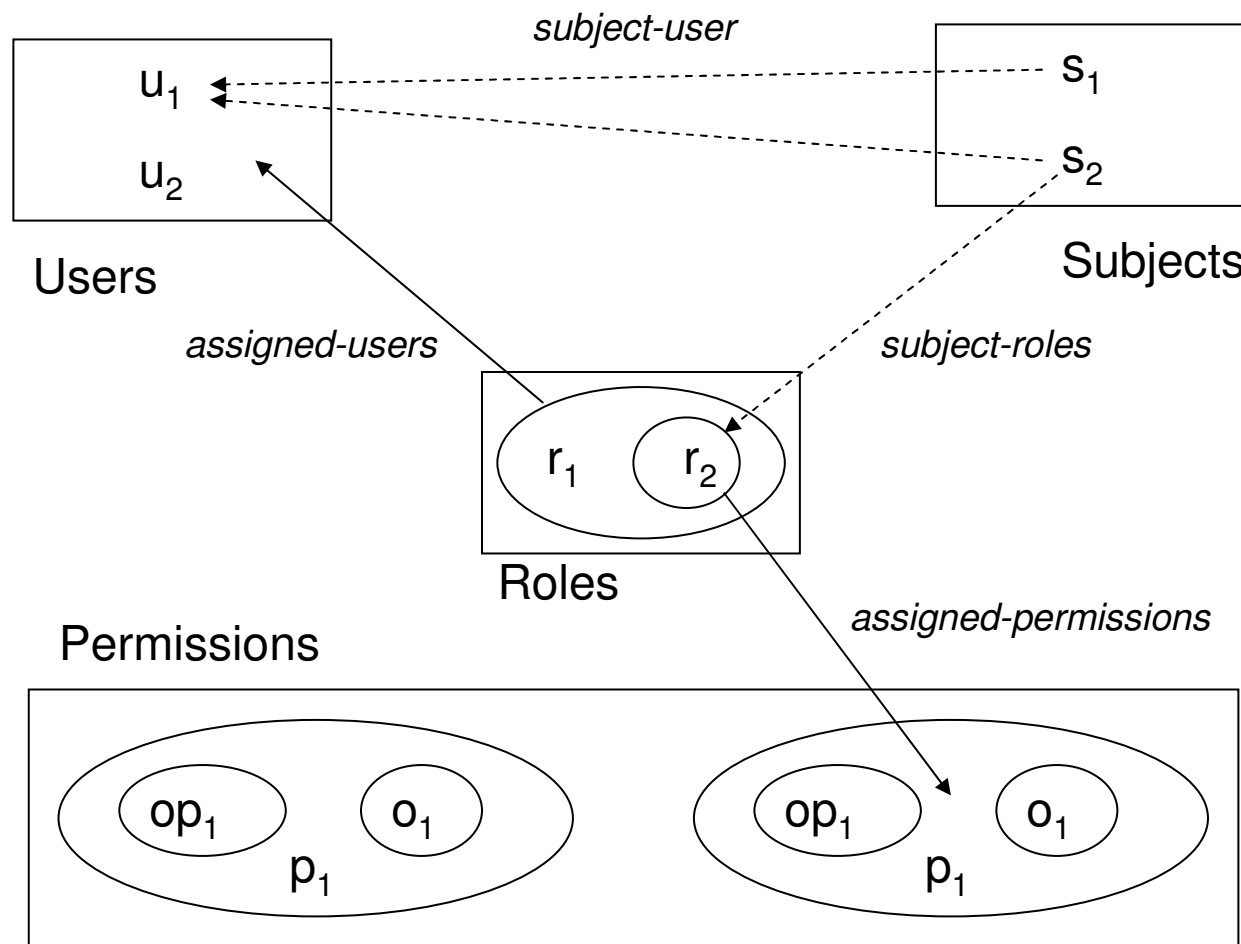 subject-user
u₁
s₁
u₂
s₂
Users
Subjects
assigned-users
subject-roles
r₁
r₂
Roles
assigned-permissions
Permissions
op₁ o₁ op₁ o₁
p₁ p₁